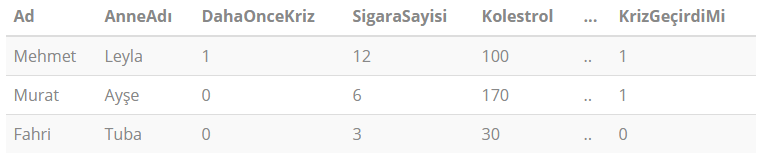 Ad AnneAdı DahaOnceKriz SigaraSayisi Kolestrol ... KrizGeçirdiMi
Mehmet Leyla 1 12 100 .. 1
Murat Ayşe 0 6 170 .. 1
Fahri Tuba 0 3 30 .. 0